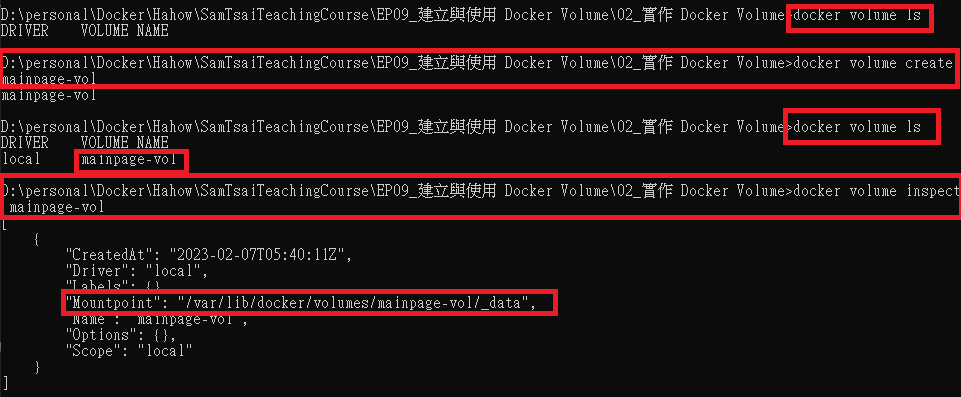 D:\personal\Docker\Hahow\SamTsaiTeachingCourse\EP09_建立與使用 Docker Volume\02_實作 Docker Volume>docker volume ls
DRIVER    VOLUME NAME
D:\personal\Docker\Hahow\SamTsaiTeachingCourse\EP09_建立與使用 Docker Volume\02_實作 Docker Volume>docker volume create
mainpage-vol
mainpage-vol
D:\personal\Docker\Hahow\SamTsaiTeachingCourse\EP09_建立與使用 Docker Volume\02_實作 Docker Volume>docker volume ls
DRIVER    VOLUME NAME
local     mainpage-vol
D:\personal\Docker\Hahow\SamTsaiTeachingCourse\EP09_建立與使用 Docker Volume\02_實作 Docker Volume>docker volume inspect
 mainpage-vol
[
    {
        "CreatedAt": "2023-02-07T05:40:11Z",
        "Driver": "local",
        "Labels": {},
        "Mountpoint": "/var/lib/docker/volumes/mainpage-vol/_data",
        "Name": "mainpage-vol",
        "Options": {},
        "Scope": "local"
    }
]